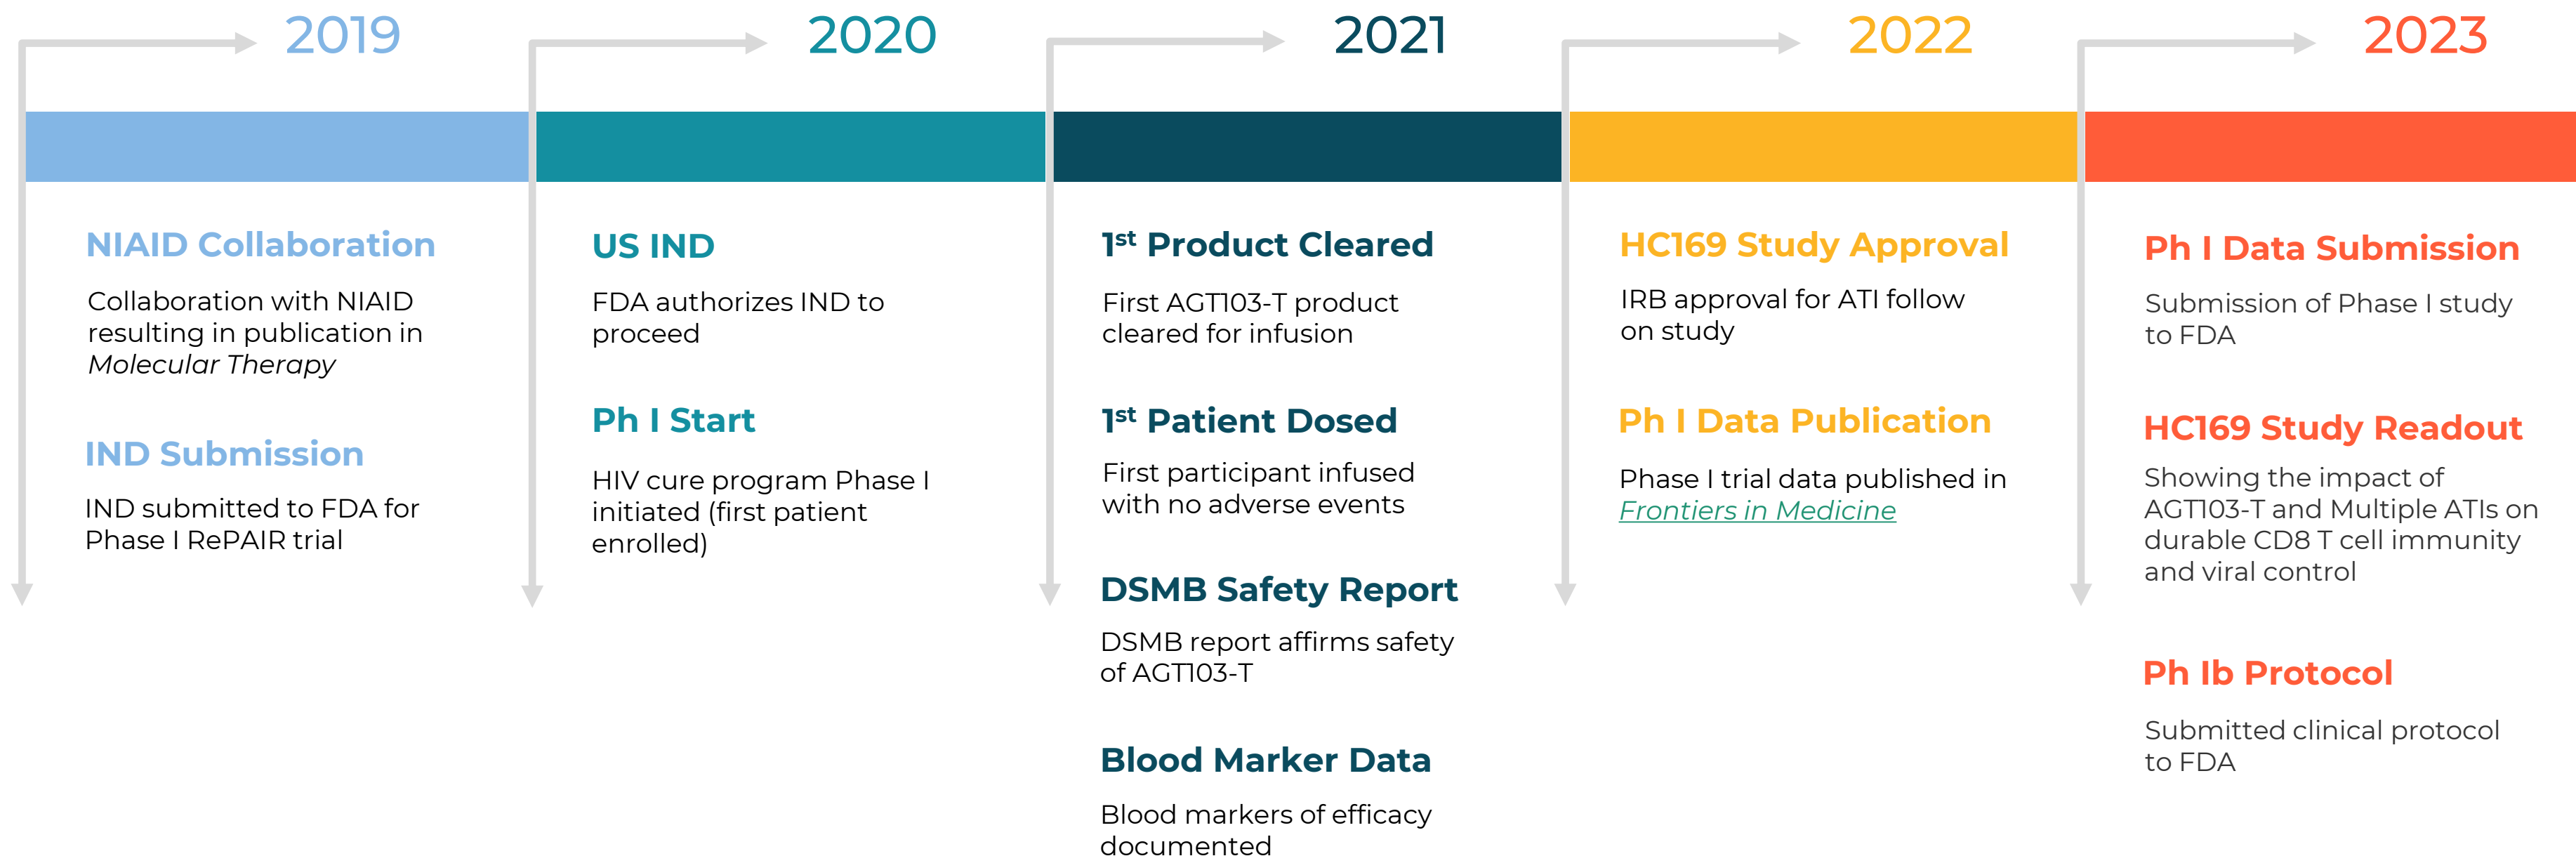 2019
NIAID Collaboration
Collaboration with NIAID
resulting in publication in
Molecular Therapy
IND Submission
IND submitted to FDA for
Phase I RePAIR trial
2020
US IND
FDA authorizes IND to
proceed
Ph I Start
HIV cure program Phase I
initiated (first patient
enrolled)
2021
1st Product Cleared
First AGT103-T product
cleared for infusion
1st Patient Dosed
First participant infused
with no adverse events
DSMB Safety Report
DSMB report affirms safety
of AGT103-T
Blood Marker Data
Blood markers of efficacy
documented
2022
HC169 Study Approval
IRB approval for ATI follow
on study
Ph I Data Publication
Phase I trial data published in
Frontiers in Medicine
2023
Ph I Data Submission
Submission of Phase I study
to FDA
HC169 Study Readout
Showing the impact of
AGT103-T and Multiple ATIs on
durable CD8 T cell immunity
and viral control
Ph Ib Protocol
Submitted clinical protocol
to FDA